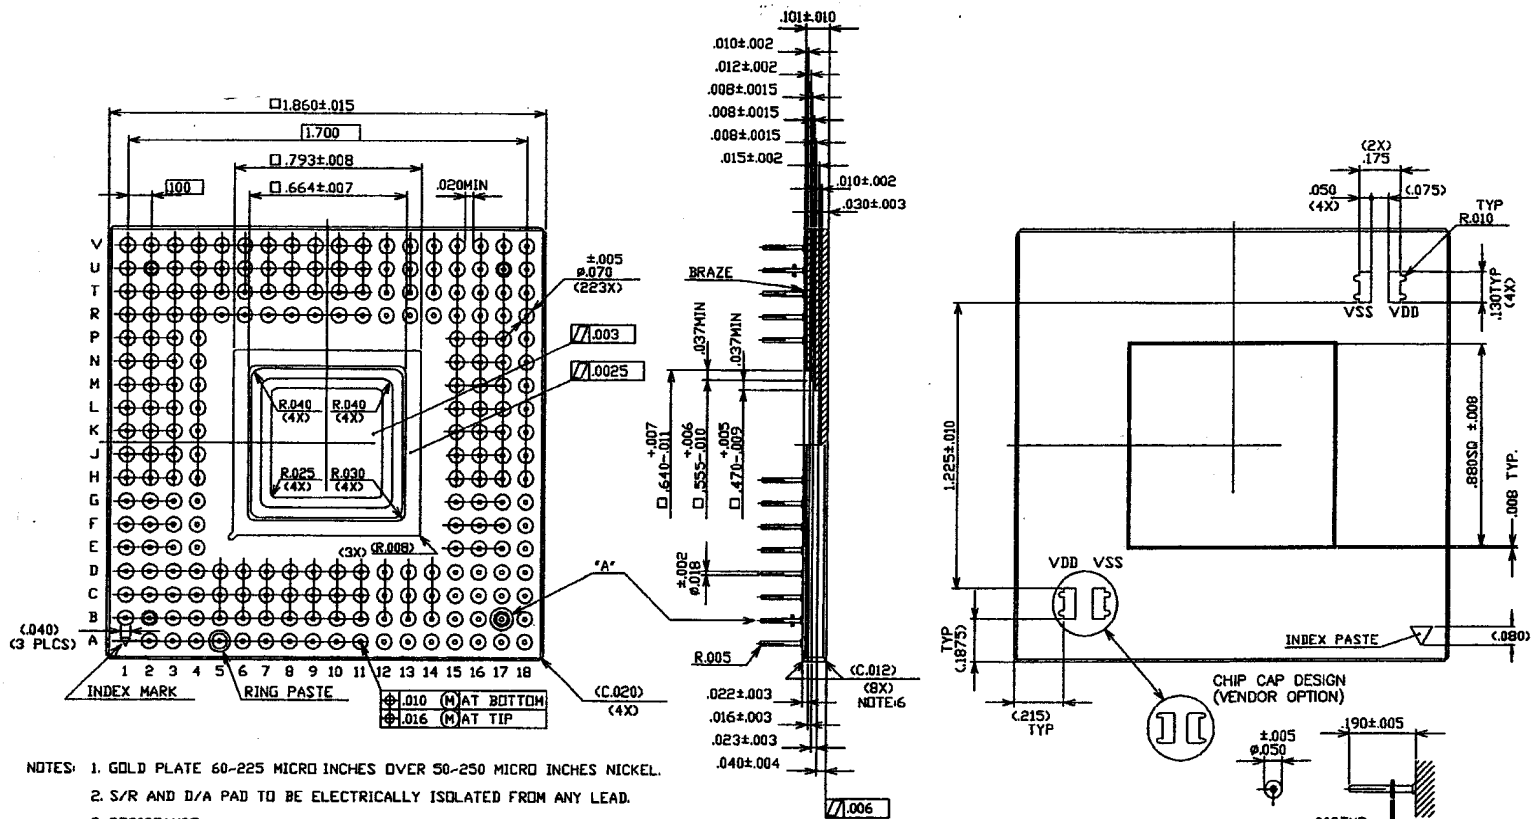 □1.860±.015
1.700
□.793±.008
.100
□.664±.007
.020MIN
V
U
T
R
P
N
M
L
K
J
H
G
F
E
D
C
B
A
1 2 3 4 5 6 7 8 9 10 11 12 13 14 15 16 17 18
±.005
ø.070
(223X)
// .003
// .0025
R.040
(4X)
R.040
(4X)
R.025
(4X)
R.030
(4X)
(3X) (R.008)
"A"
(.040)
(3 PLCS)
INDEX MARK
RING PASTE
⌖ .010 Ⓜ AT BOTTOM
⌖ .016 Ⓜ AT TIP
(C.020)
(4X)
.101±.010
.010±.002
.012±.002
.008±.0015
.008±.0015
.008±.0015
.015±.002
.010±.002
.030±.003
BRAZE
.037MIN
.037MIN
+.007
□.640-.011
+.006
□.555-.010
+.005
□.470-.009
±.002
ø.018
R.005
(C.012)
(8X)
NOTE:6
.022±.003
.016±.003
.023±.003
.040±.004
// .006
(2X)
.175
.050
(4X)
(.075)
TYP
R.010
.130TYP
(4X)
VSS VDD
1.225±.010
.880SQ ±.008
.008 TYP.
VDD VSS
TYP
(.1875)
(.215)
TYP
INDEX PASTE
(.080)
CHIP CAP DESIGN
(VENDOR OPTION)
±.005
ø.050
.190±.005
NOTES: 1. GOLD PLATE 60~225 MICRO INCHES OVER 50~250 MICRO INCHES NICKEL.
2. S/R AND D/A PAD TO BE ELECTRICALLY ISOLATED FROM ANY LEAD.